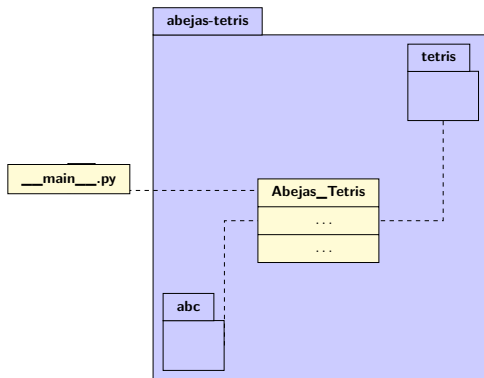 abejas-tetris
tetris
__main__.py
Abejas_Tetris
...
...
abc